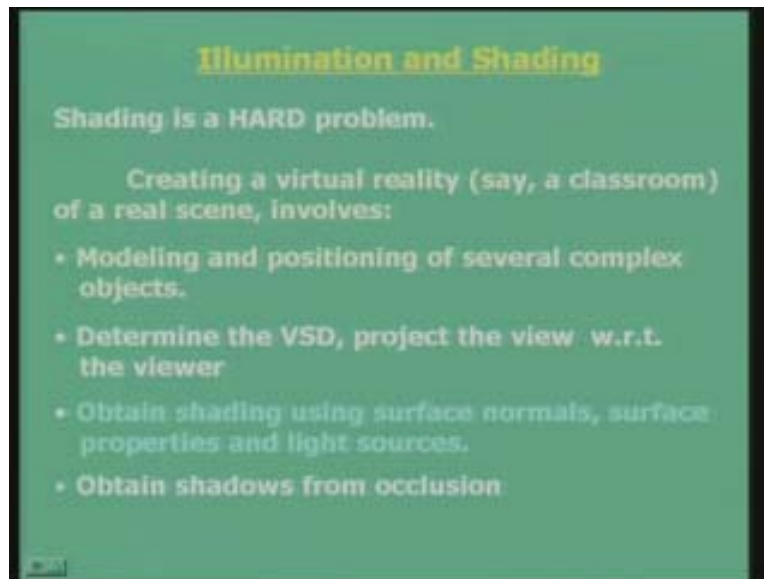 Illumination and Shading
Shading is a HARD problem.
Creating a virtual reality (say, a classroom)
of a real scene, involves:
• Modeling and positioning of several complex
objects.
• Determine the VSD, project the view w.r.t.
the viewer
• Obtain shading using surface normals, surface
properties and light sources.
• Obtain shadows from occlusion